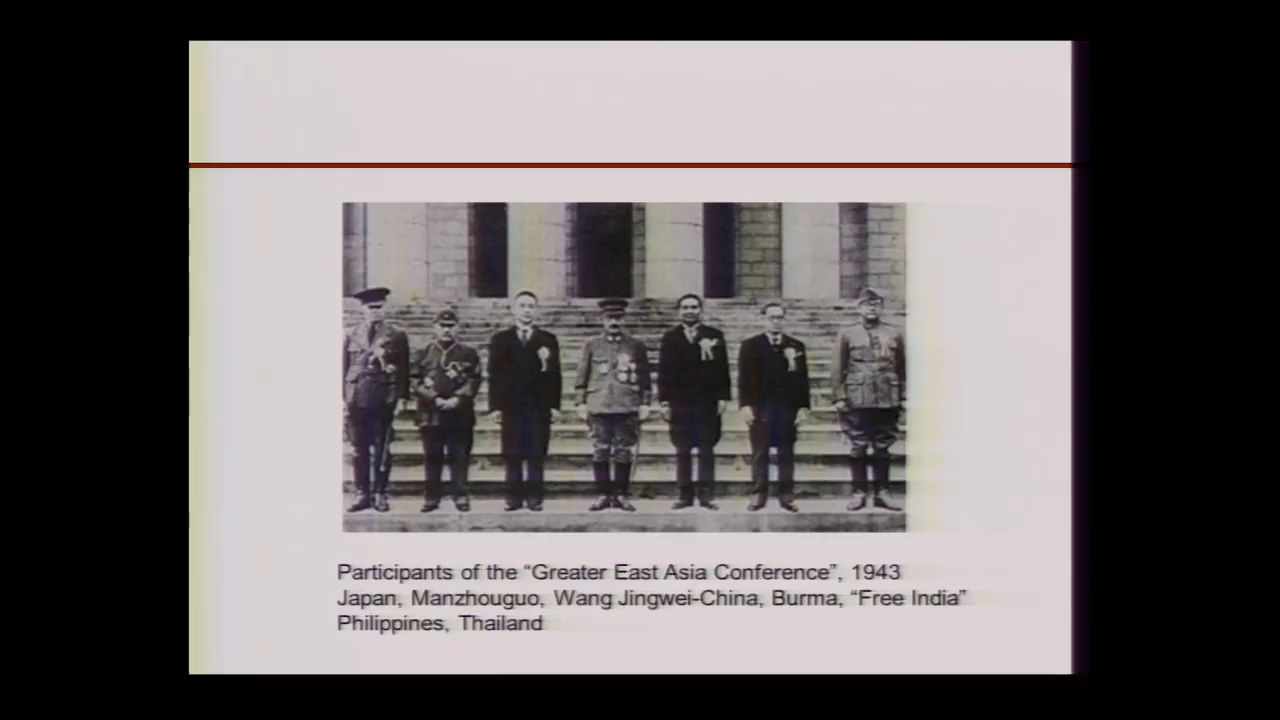 Participants of the “Greater East Asia Conference”, 1943
Japan, Manzhouguo, Wang Jingwei-China, Burma, “Free India”
Philippines, Thailand